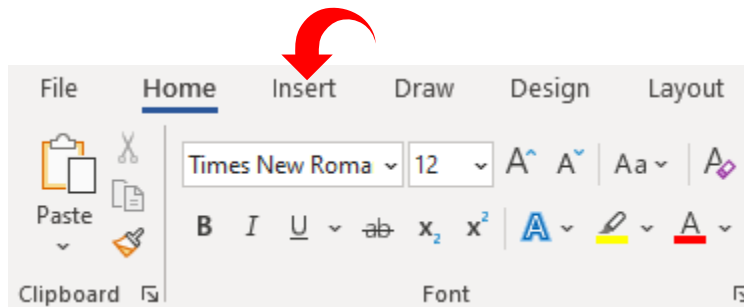 File Home Insert Draw Design Layout
Times New Roma 12 A A Aa A
Paste B I U ab x₂ x² A A
Clipboard Font